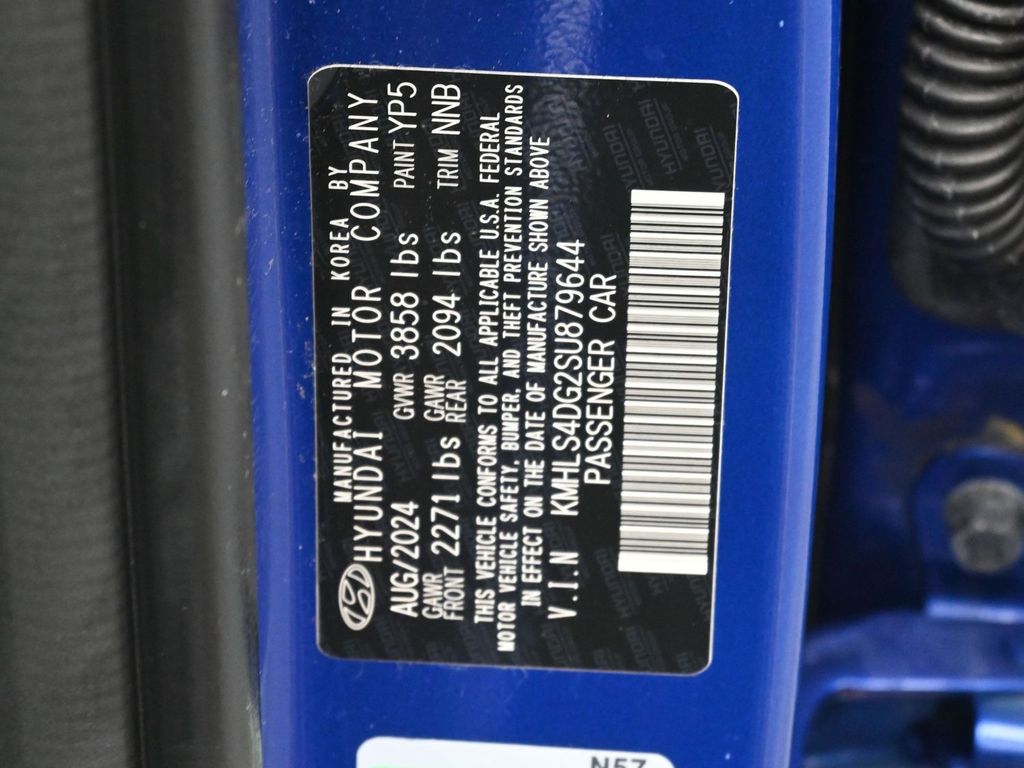 MANUFACTURED IN KOREA BY
HYUNDAI MOTOR COMPANY
AUG/2024 GVWR 3858 lbs PAINT YP5
GAWR FRONT 2271 lbs GAWR REAR 2094 lbs TRIM NNB
THIS VEHICLE CONFORMS TO ALL APPLICABLE U.S.A. FEDERAL
MOTOR VEHICLE SAFETY, BUMPER, AND THEFT PREVENTION STANDARDS
IN EFFECT ON THE DATE OF MANUFACTURE SHOWN ABOVE
V.I.N KMHLS4DG2SU879644
PASSENGER CAR
N57